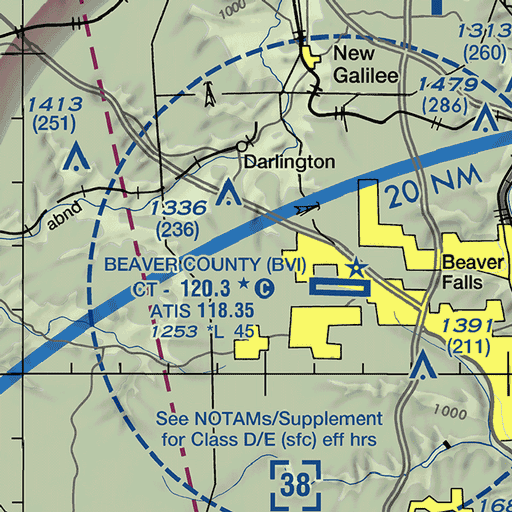 1000
1313
(260)
New
Galilee
1479
(286)
1413
(251)
Darlington
20 NM
abnd
1336
(236)
BEAVER COUNTY (BVI)
CT - 120.3 * C
ATIS 118.35
1253 *L 45
Beaver
Falls
1391
(211)
1000
See NOTAMs/Supplement
for Class D/E (sfc) eff hrs
38
168